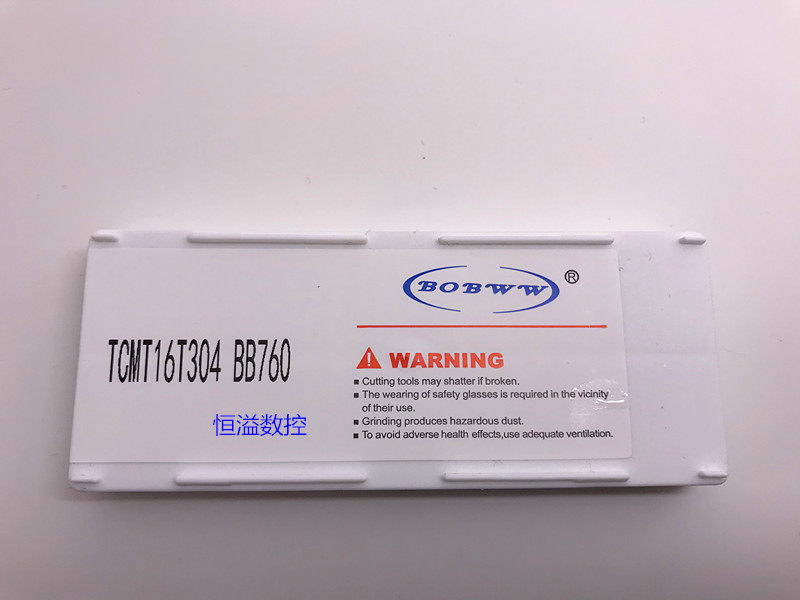 BOBWW®
TCMT16T304 BB760
恒溢数控
WARNING
▪ Cutting tools may shatter if broken.
▪ The wearing of safety glasses is required in the vicinity
of their use.
▪ Grinding produces hazardous dust.
▪ To avoid adverse health effects,use adequate ventilation.